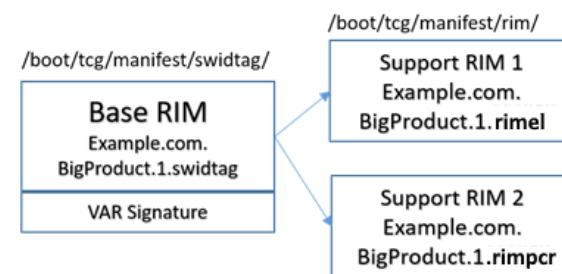 /boot/tcg/manifest/swidtag/
Base RIM
Example.com.
BigProduct.1.swidtag
VAR Signature
/boot/tcg/manifest/rim/
Support RIM 1
Example.com.
BigProduct.1.rimel
Support RIM 2
Example.com.
BigProduct.1.rimpcr